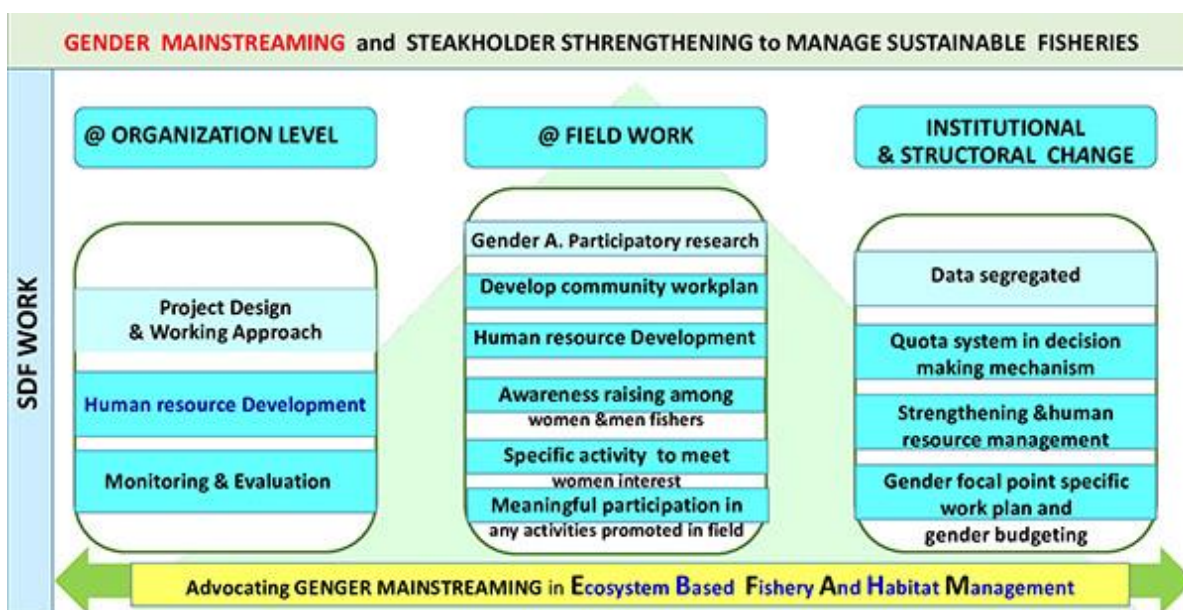 GENDER MAINSTREAMING and STEAKHOLDER STHRENGTHENING to MANAGE SUSTAINABLE FISHERIES
SDF WORK
@ ORGANIZATION LEVEL
Project Design
& Working Approach
Human resource Development
Monitoring & Evaluation
@ FIELD WORK
Gender A. Participatory research
Develop community workplan
Human resource Development
Awareness raising among
women &men fishers
Specific activity to meet
women interest
Meaningful participation in
any activities promoted in field
INSTITUTIONAL
& STRUCTORAL CHANGE
Data segregated
Quota system in decision
making mechanism
Strengthening &human
resource management
Gender focal point specific
work plan and
gender budgeting
Advocating GENGER MAINSTREAMING in Ecosystem Based Fishery And Habitat Management